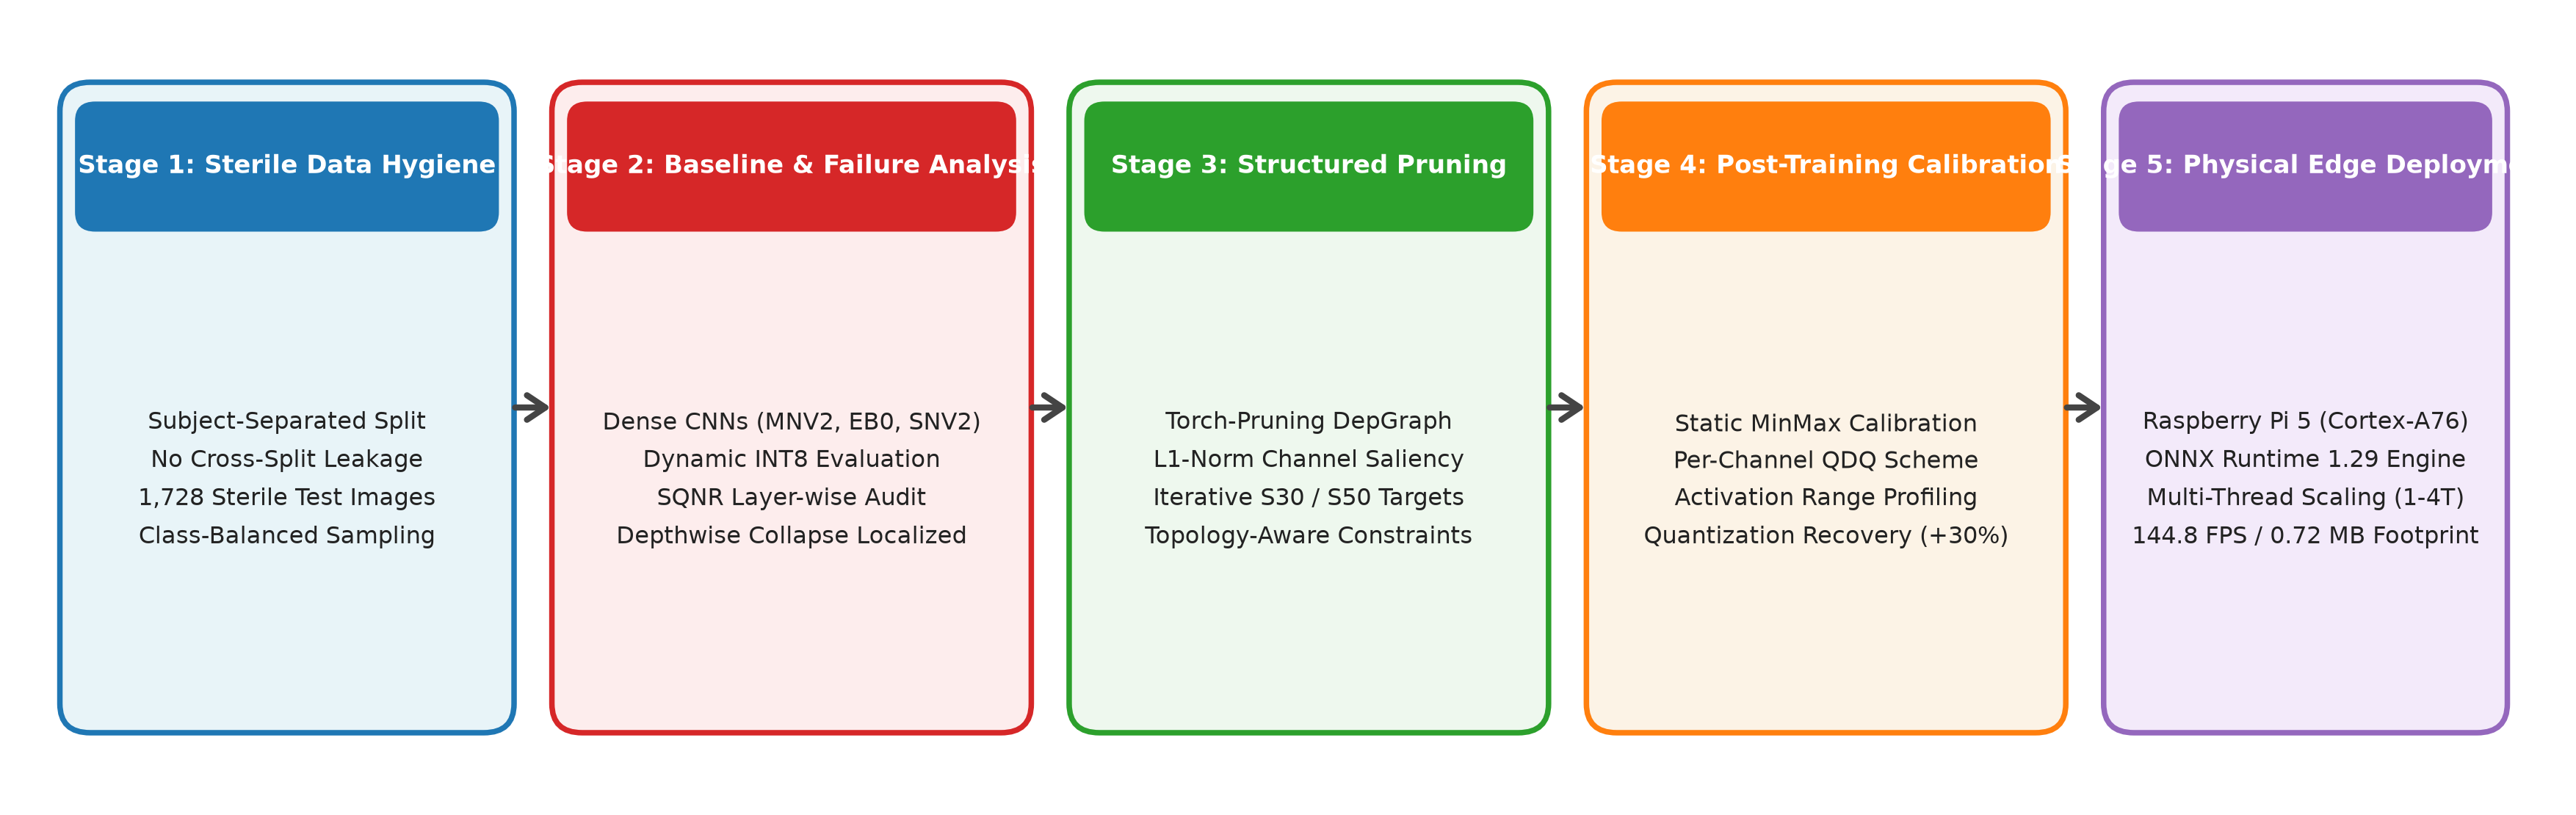 Stage 1: Sterile Data Hygiene
Subject-Separated Split
No Cross-Split Leakage
1,728 Sterile Test Images
Class-Balanced Sampling
Stage 2: Baseline & Failure Analysis
Dense CNNs (MNV2, EB0, SNV2)
Dynamic INT8 Evaluation
SQNR Layer-wise Audit
Depthwise Collapse Localized
Stage 3: Structured Pruning
Torch-Pruning DepGraph
L1-Norm Channel Saliency
Iterative S30 / S50 Targets
Topology-Aware Constraints
Stage 4: Post-Training Calibration
Static MinMax Calibration
Per-Channel QDQ Scheme
Activation Range Profiling
Quantization Recovery (+30%)
5: Physical Edge
Raspberry Pi 5 (Cortex-A76)
ONNX Runtime 1.29 Engine
Multi-Thread Scaling (1-4T)
144.8 FPS / 0.72 MB Footprint